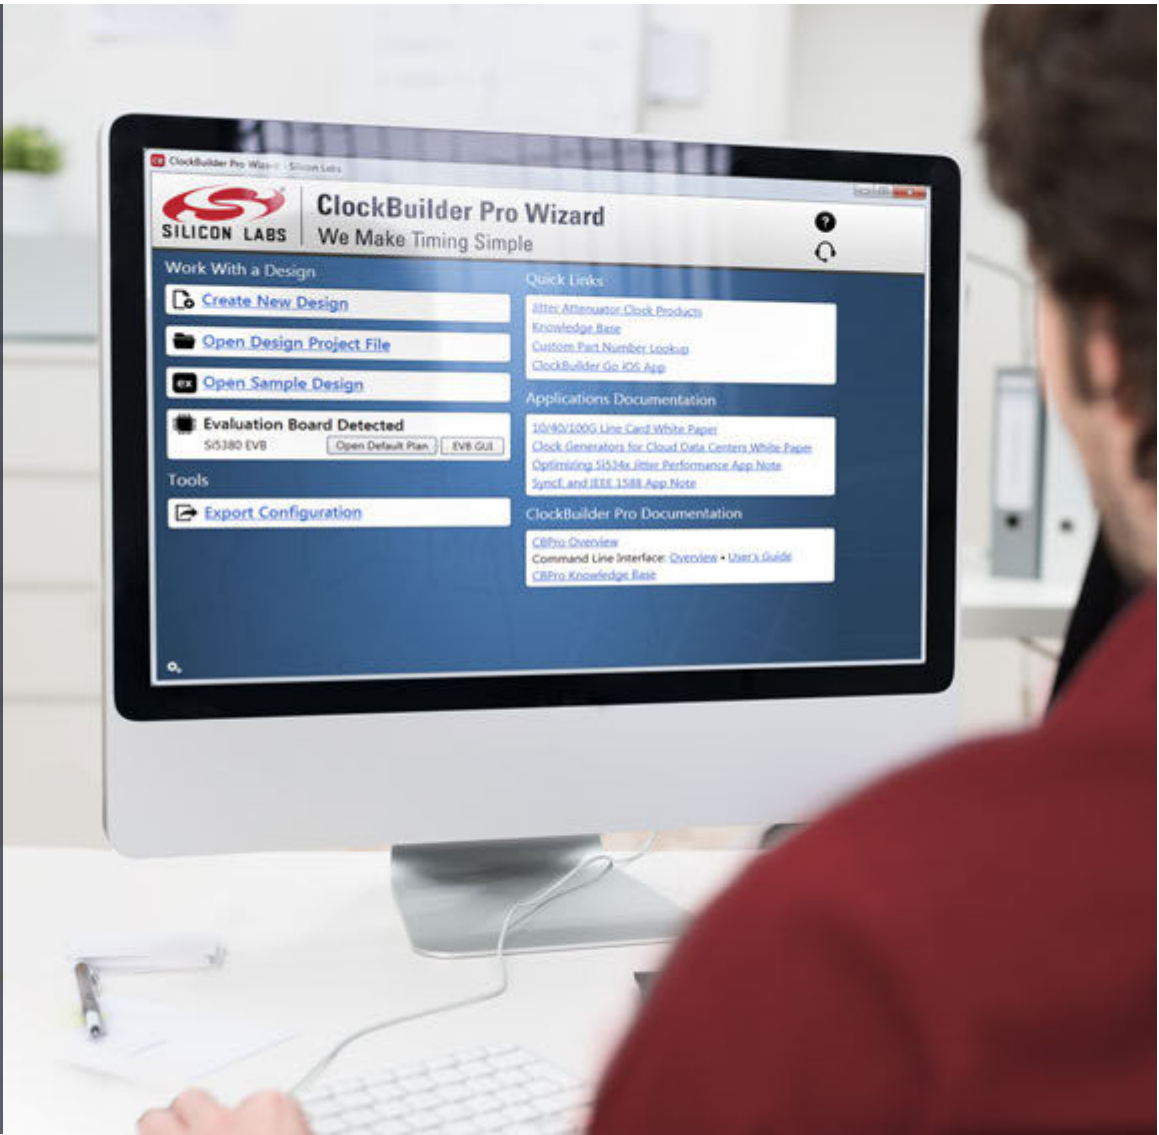 ClockBuilder Pro Wizard - Silicon Labs
SILICON LABS
ClockBuilder Pro Wizard
We Make Timing Simple
?
Work With a Design
Create New Design
Open Design Project File
ex Open Sample Design
Evaluation Board Detected
Si5380 EVB Open Default Plan EVB GUI
Tools
Export Configuration
Quick Links
Jitter Attenuator Clock Products
Knowledge Base
Custom Part Number Lookup
ClockBuilder Go iOS App
Applications Documentation
10/40/100G Line Card White Paper
Clock Generators for Cloud Data Centers White Paper
Optimizing Si534x Jitter Performance App Note
SyncE and IEEE 1588 App Note
ClockBuilder Pro Documentation
CBPro Overview
Command Line Interface: Overview • User's Guide
CBPro Knowledge Base